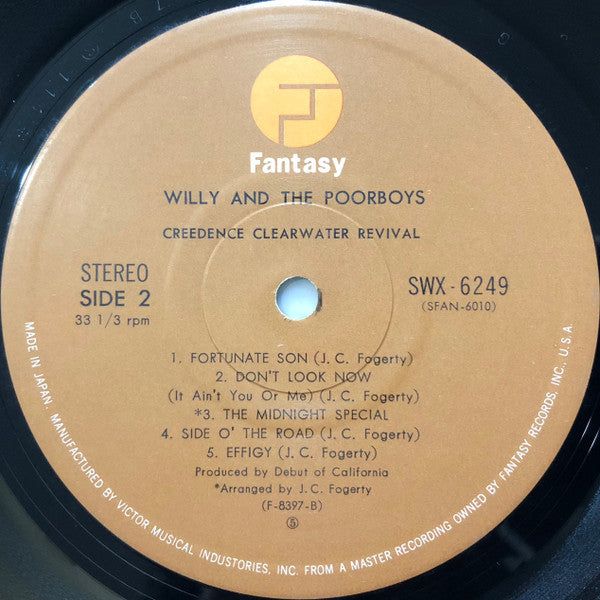 Fantasy
WILLY AND THE POORBOYS
CREEDENCE CLEARWATER REVIVAL
STEREO
SIDE 2
33 1/3 rpm
SWX-6249
(SFAN-6010)
1. FORTUNATE SON (J. C. Fogerty)
2. DON'T LOOK NOW
(It Ain't You Or Me) (J. C. Fogerty)
*3. THE MIDNIGHT SPECIAL
4. SIDE O' THE ROAD (J. C. Fogerty)
5. EFFIGY (J. C. Fogerty)
Produced by Debut of California
*Arranged by J. C. Fogerty
(F-8397-B)
⑤
MADE IN JAPAN. MANUFACTURED BY VICTOR MUSICAL INDUSTORIES, INC. FROM A MASTER RECORDING OWNED BY FANTASY RECORDS, INC., U.S.A.